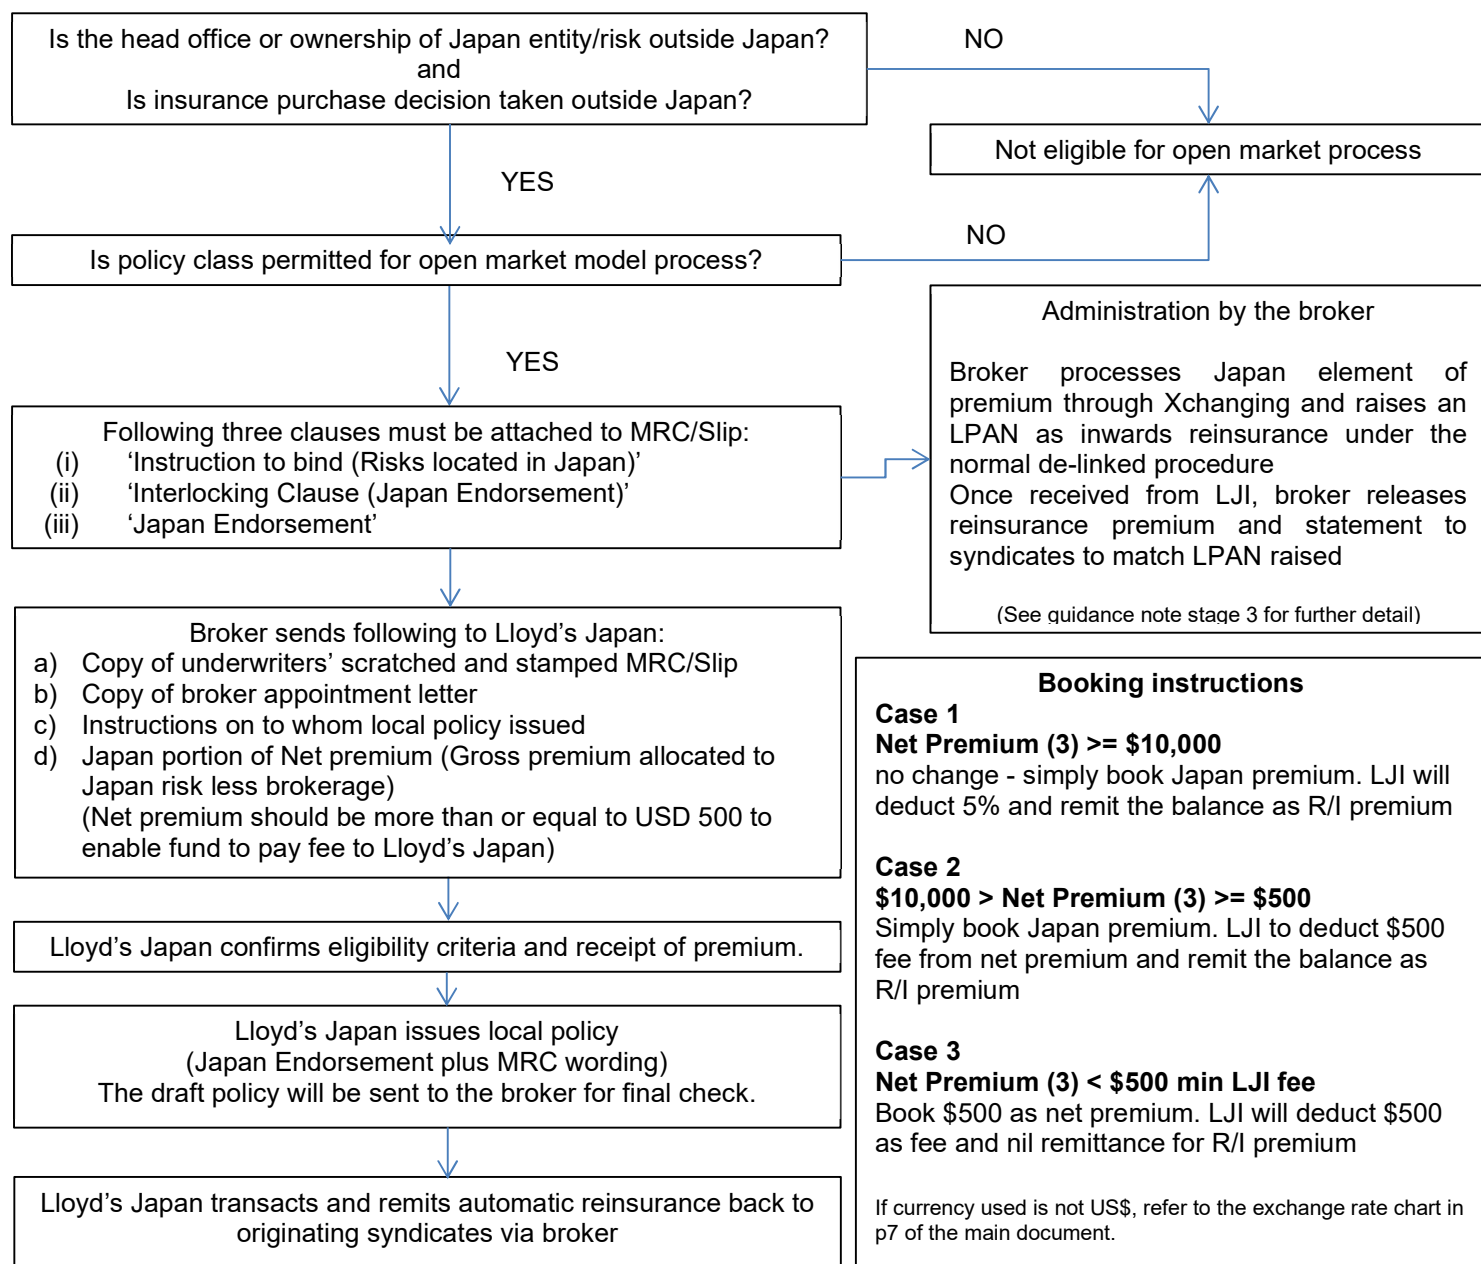 Is the head office or ownership of Japan entity/risk outside Japan?
and
Is insurance purchase decision taken outside Japan?
NO
Not eligible for open market process
YES
NO
Is policy class permitted for open market model process?
YES
Following three clauses must be attached to MRC/Slip:
(i) ‘Instruction to bind (Risks located in Japan)’
(ii) ‘Interlocking Clause (Japan Endorsement)’
(iii) ‘Japan Endorsement’
Administration by the broker
Broker processes Japan element of
premium through Xchanging and raises an
LPAN as inwards reinsurance under the
normal de-linked procedure
Once received from LJI, broker releases
reinsurance premium and statement to
syndicates to match LPAN raised
(See guidance note stage 3 for further detail)
Broker sends following to Lloyd’s Japan:
a) Copy of underwriters’ scratched and stamped MRC/Slip
b) Copy of broker appointment letter
c) Instructions on to whom local policy issued
d) Japan portion of Net premium (Gross premium allocated to
Japan risk less brokerage)
(Net premium should be more than or equal to USD 500 to
enable fund to pay fee to Lloyd’s Japan)
Lloyd’s Japan confirms eligibility criteria and receipt of premium.
Lloyd’s Japan issues local policy
(Japan Endorsement plus MRC wording)
The draft policy will be sent to the broker for final check.
Lloyd’s Japan transacts and remits automatic reinsurance back to
originating syndicates via broker
Booking instructions
Case 1
Net Premium (3) >= $10,000
no change - simply book Japan premium. LJI will
deduct 5% and remit the balance as R/I premium
Case 2
$10,000 > Net Premium (3) >= $500
Simply book Japan premium. LJI to deduct $500
fee from net premium and remit the balance as
R/I premium
Case 3
Net Premium (3) < $500 min LJI fee
Book $500 as net premium. LJI will deduct $500
as fee and nil remittance for R/I premium
If currency used is not US$, refer to the exchange rate chart in
p7 of the main document.